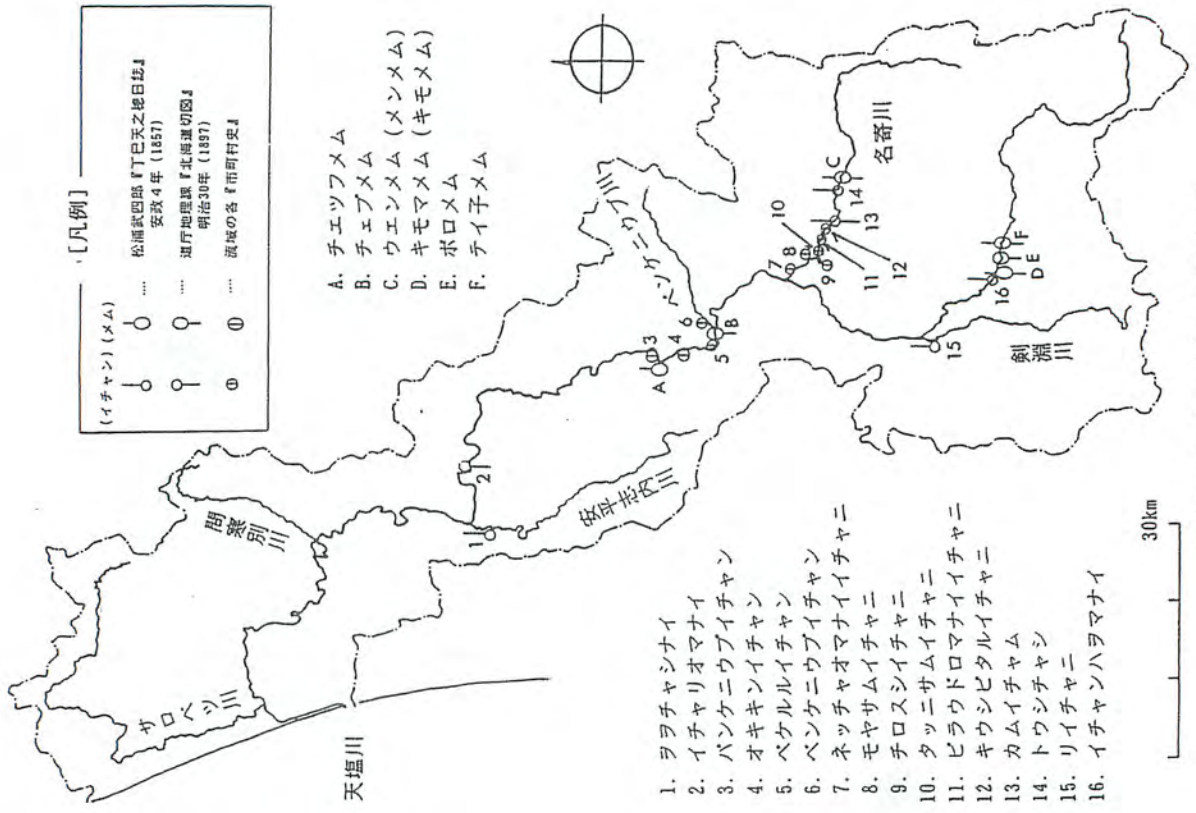 ［凡例］
（イチャン）（メム）
‥‥ 松浦武四郎『丁巳天之穂日誌』
安政４年（1857）
‥‥ 道庁地理課『北海道切図』
明治30年（1897）
‥‥ 流域の各『市町村史』
A. チエツフメム
B. チェプメム
C. ウエンメム（メンメム）
D. キモマメム（キモメム）
E. ポロメム
F. テイ子メム
サロベツ川
問寒別川
天塩川
安平志内川
ペンケニウプ川
名寄川
剣淵川
1
2
3
A
4
5
6
B
7
8
9
10
11
12
13
14
C
15
16
D
E
F
1. ヲヲチャンナイ
2. イチャリオマナイ
3. パンケニウプイチャン
4. オキキンイチャン
5. ペケルルイチャン
6. ペンケニウプイチャン
7. ネッチャオマナイイチャニ
8. モヤサムイチャニ
9. チロスシイチャニ
10. タッニサムイチャニ
11. ピラウドロマナイイチャニ
12. キウシピタルイチャニ
13. カムイチャム
14. トウシチャシ
15. リイチャニ
16. イチャンハヲマナイ
30km